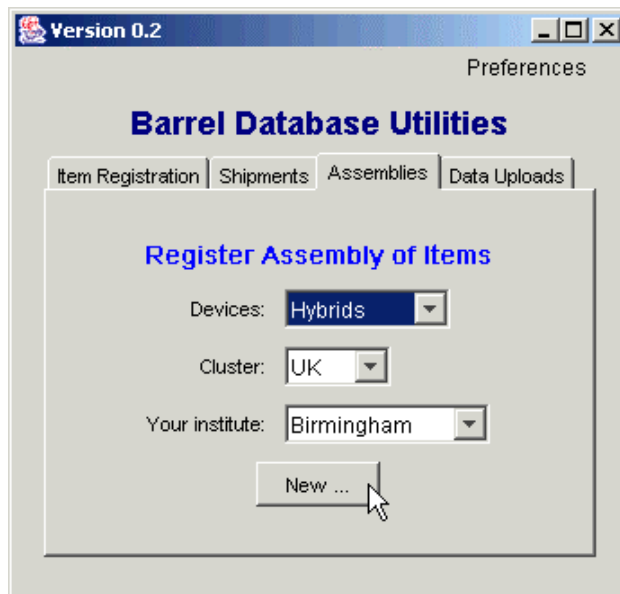 Version 0.2
Preferences
Barrel Database Utilities
Item Registration Shipments Assemblies Data Uploads
Register Assembly of Items
Devices: Hybrids
Cluster: UK
Your institute: Birmingham
New ...